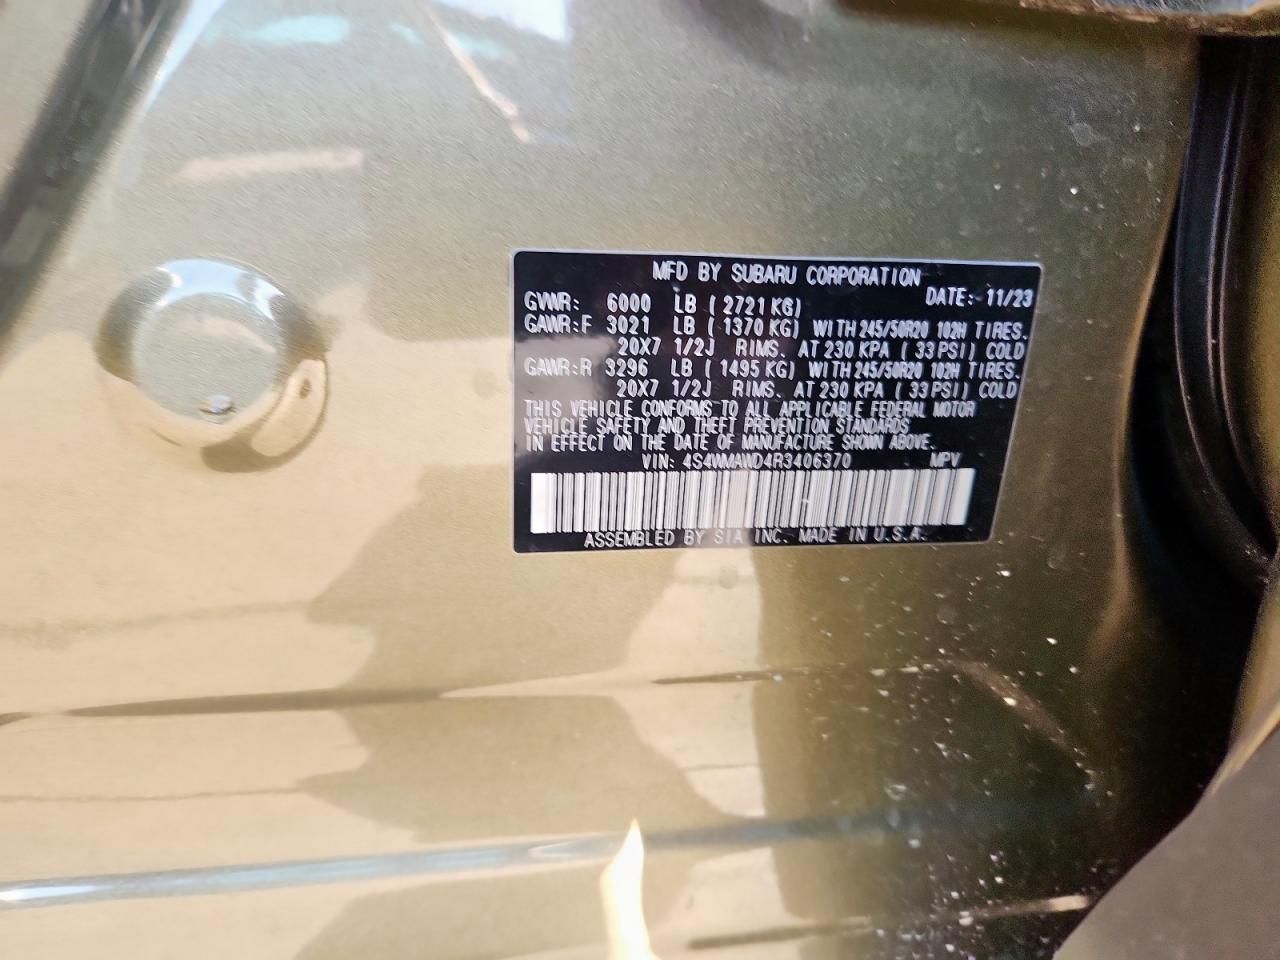 MFD BY SUBARU CORPORATION
DATE: 11/23
GVWR: 6000 LB ( 2721 KG)
GAWR:F 3021 LB ( 1370 KG) WITH 245/50R20 102H TIRES.
20X7 1/2J RIMS. AT 230 KPA ( 33 PSI) COLD
GAWR:R 3296 LB ( 1495 KG) WITH 245/50R20 102H TIRES.
20X7 1/2J RIMS. AT 230 KPA ( 33 PSI) COLD
THIS VEHICLE CONFORMS TO ALL APPLICABLE FEDERAL MOTOR
VEHICLE SAFETY AND THEFT PREVENTION STANDARDS
IN EFFECT ON THE DATE OF MANUFACTURE SHOWN ABOVE.
VIN: 4S4WMAWD4R3406370 MPV
ASSEMBLED BY SIA INC. MADE IN U.S.A.